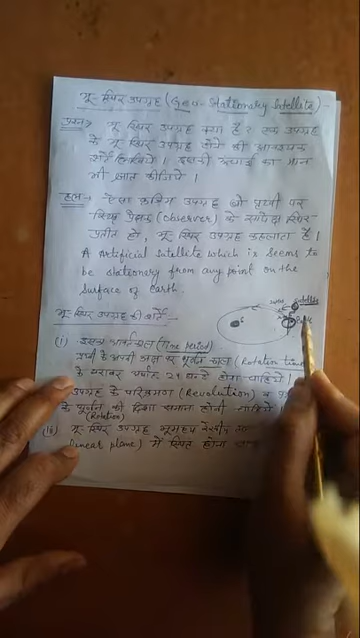 भू-स्थिर उपग्रह (Geo-Stationary Satellite) -
प्रश्न→ भू स्थिर उपग्रह क्या है? एक उपग्रह
के भू स्थिर उपग्रह होने की आवश्यक
शर्तें लिखिये। इसकी ऊंचाई का मान
भी ज्ञात कीजिये।
हल:→ ऐसा कृत्रिम उपग्रह जो पृथ्वी पर
स्थित प्रेक्षक (observer) के सापेक्ष स्थिर
प्रतीत हो, भू स्थिर उपग्रह कहलाता है।
A Artificial satellite which is seems to
be stationary from any point on the
surface of earth.
Satellite
भू स्थिर उपग्रह की शर्तें:-
(i) इसका आवर्तकाल (Time period)
पृथ्वी के अपनी अक्ष पर घूर्णन काल (Rotation time)
के बराबर अर्थात 24 घन्टे होना चाहिये।
उपग्रह के परिभ्रमण (Revolution) व
के घूर्णन की दिशा समान होनी चाहिये।
(Rotation)
भू-स्थिर उपग्रह भूमध्य रेखीय
plane) में स्थित होना